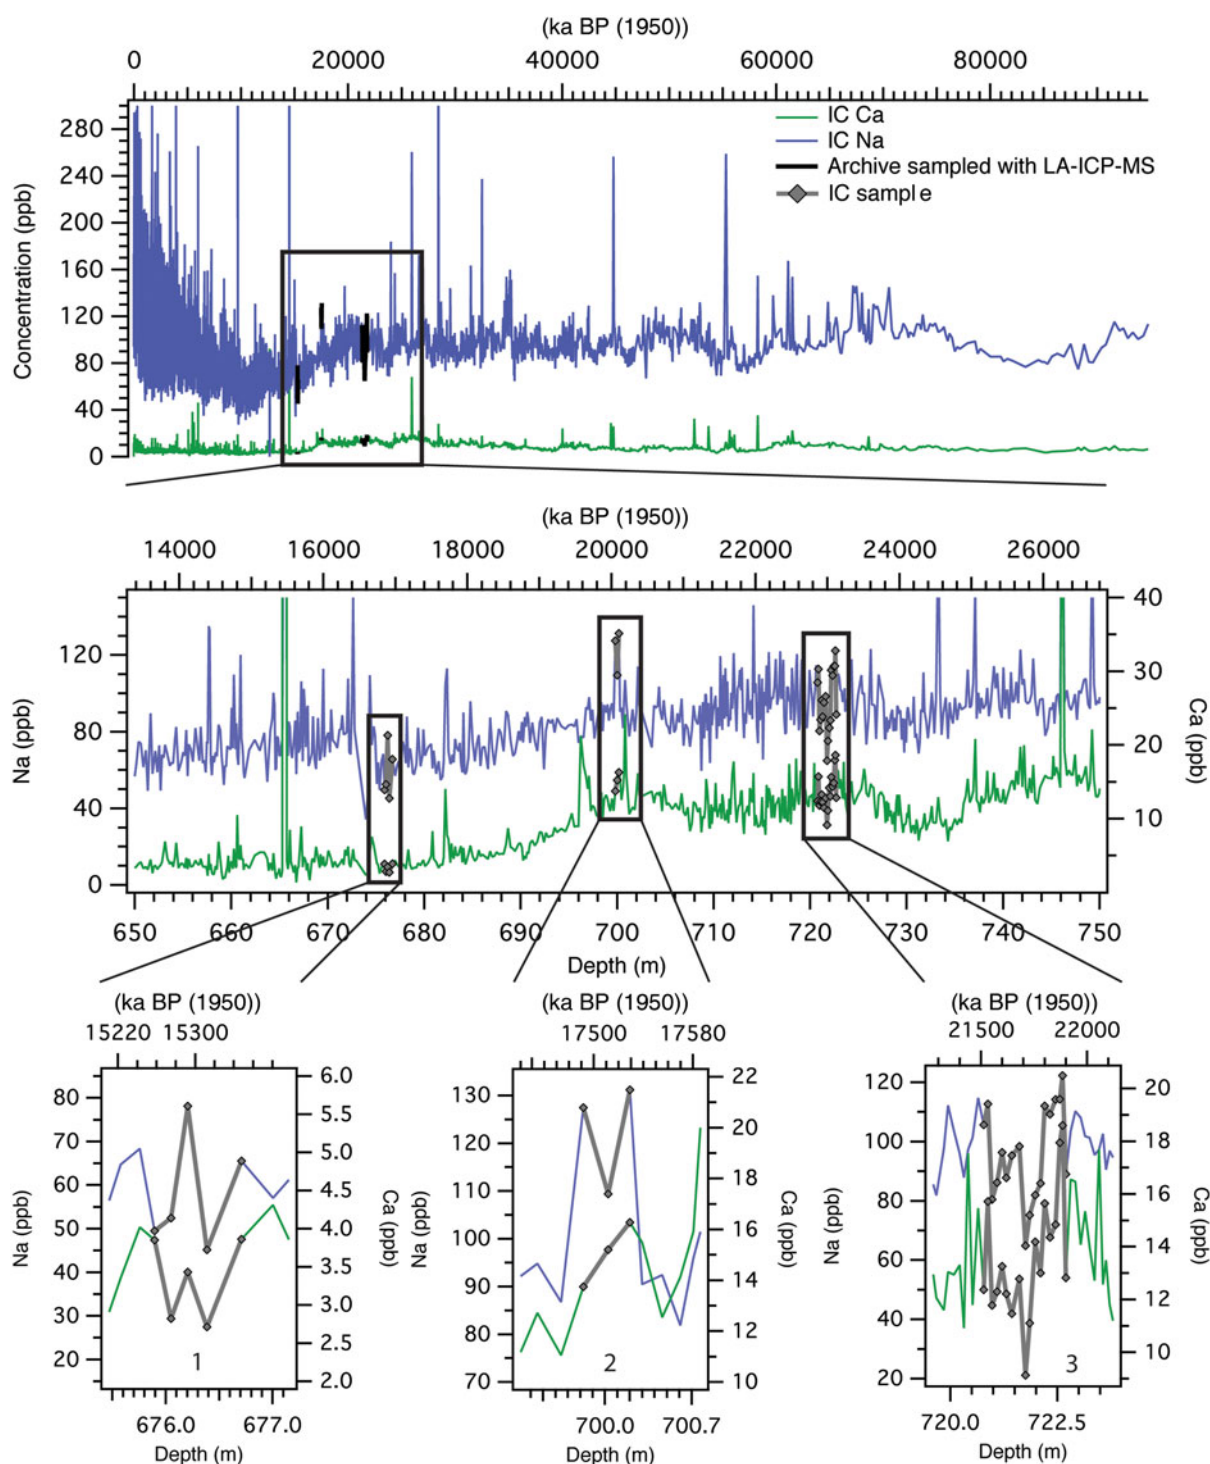 (ka BP (1950))
0 20000 40000 60000 80000
280
240
200
160
120
80
40
0
Concentration (ppb)
IC Ca
IC Na
Archive sampled with LA-ICP-MS
IC sample
(ka BP (1950))
14000 16000 18000 20000 22000 24000 26000
120
80
40
0
Na (ppb)
40
30
20
10
Ca (ppb)
650 660 670 680 690 700 710 720 730 740 750
Depth (m)
(ka BP (1950))
15220 15300
80
70
60
50
40
30
20
Na (ppb)
6.0
5.5
5.0
4.5
4.0
3.5
3.0
2.5
2.0
Ca (ppb)
1
676.0 677.0
Depth (m)
(ka BP (1950))
17500 17580
130
120
110
100
90
80
70
Na (ppb)
22
20
18
16
14
12
10
Ca (ppb)
2
700.0 700.7
Depth (m)
(ka BP (1950))
21500 22000
120
100
80
60
40
20
Na (ppb)
20
18
16
14
12
10
Ca (ppb)
3
720.0 722.5
Depth (m)